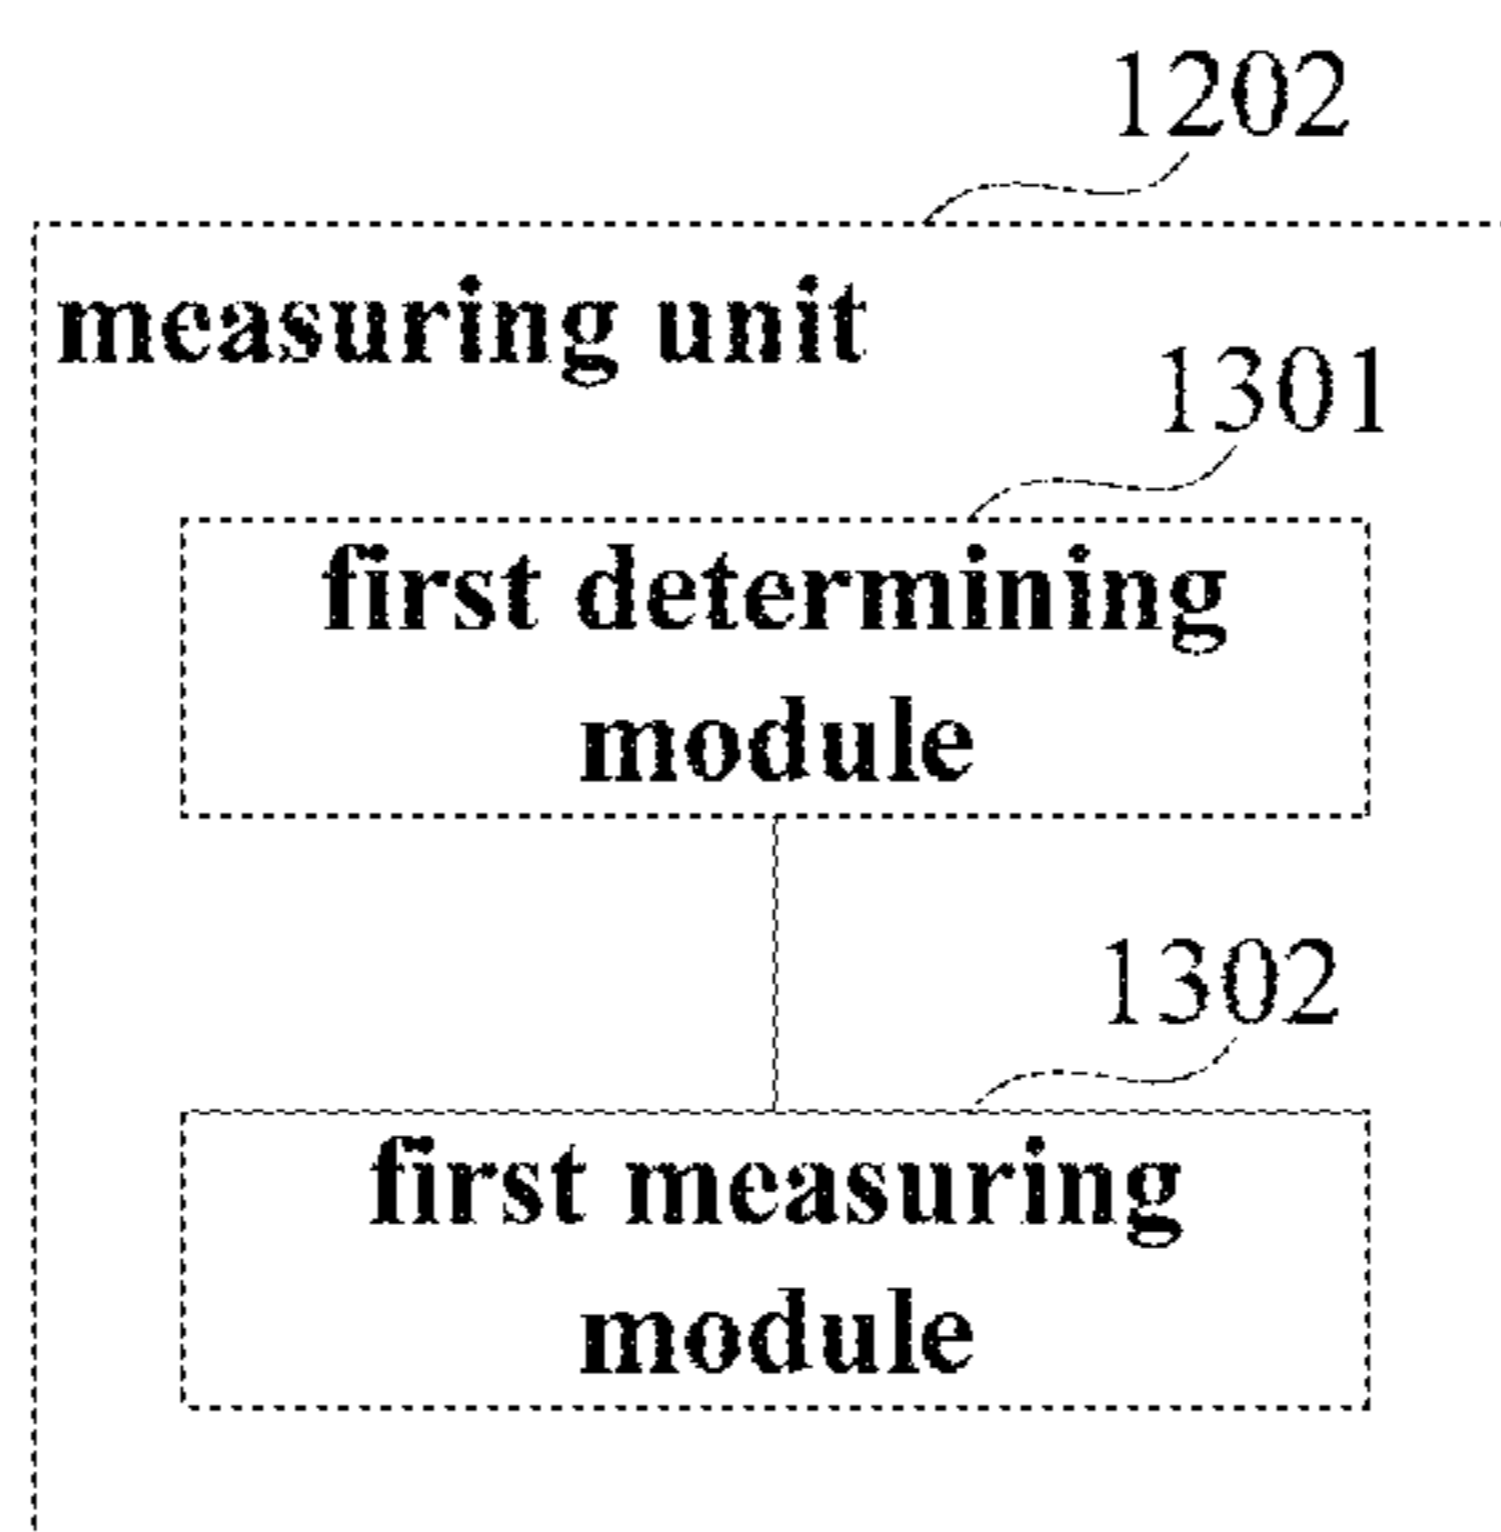 1202
measuring unit
1301
first determining
module
1302
first measuring
module